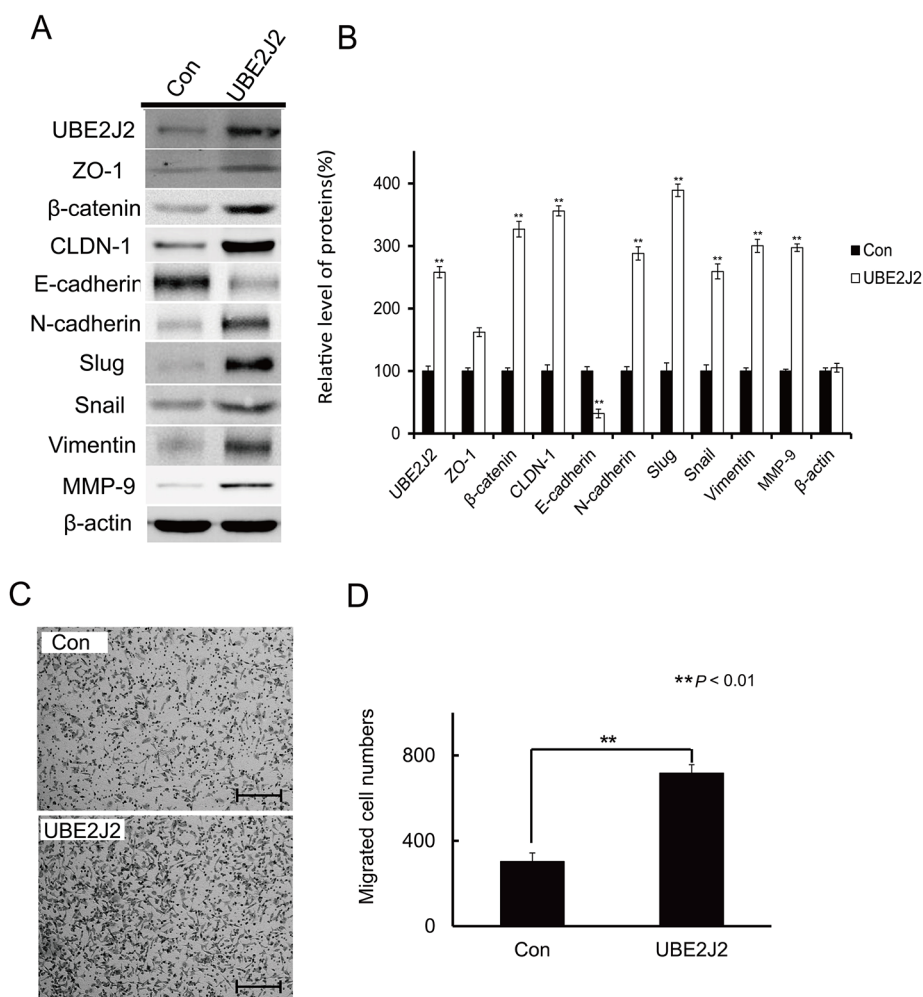 A
Con
UBE2J2
UBE2J2
ZO-1
β-catenin
CLDN-1
E-cadherin
N-cadherin
Slug
Snail
Vimentin
MMP-9
β-actin
B
Relative level of proteins(%)
400
300
200
100
0
**
**
**
**
**
**
**
**
**
Con
UBE2J2
UBE2J2
ZO-1
β-catenin
CLDN-1
E-cadherin
N-cadherin
Slug
Snail
Vimentin
MMP-9
β-actin
C
Con
UBE2J2
D
**P < 0.01
Migrated cell numbers
800
400
0
**
Con
UBE2J2